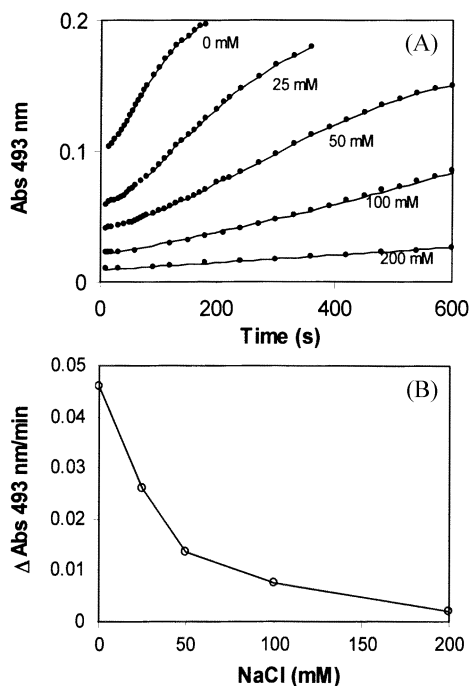 (A)
0.2
0.1
0
Abs 493 nm
0 mM
25 mM
50 mM
100 mM
200 mM
0 200 400 600
Time (s)
(B)
0.05
0.04
0.03
0.02
0.01
0
Δ Abs 493 nm/min
0 50 100 150 200
NaCl (mM)